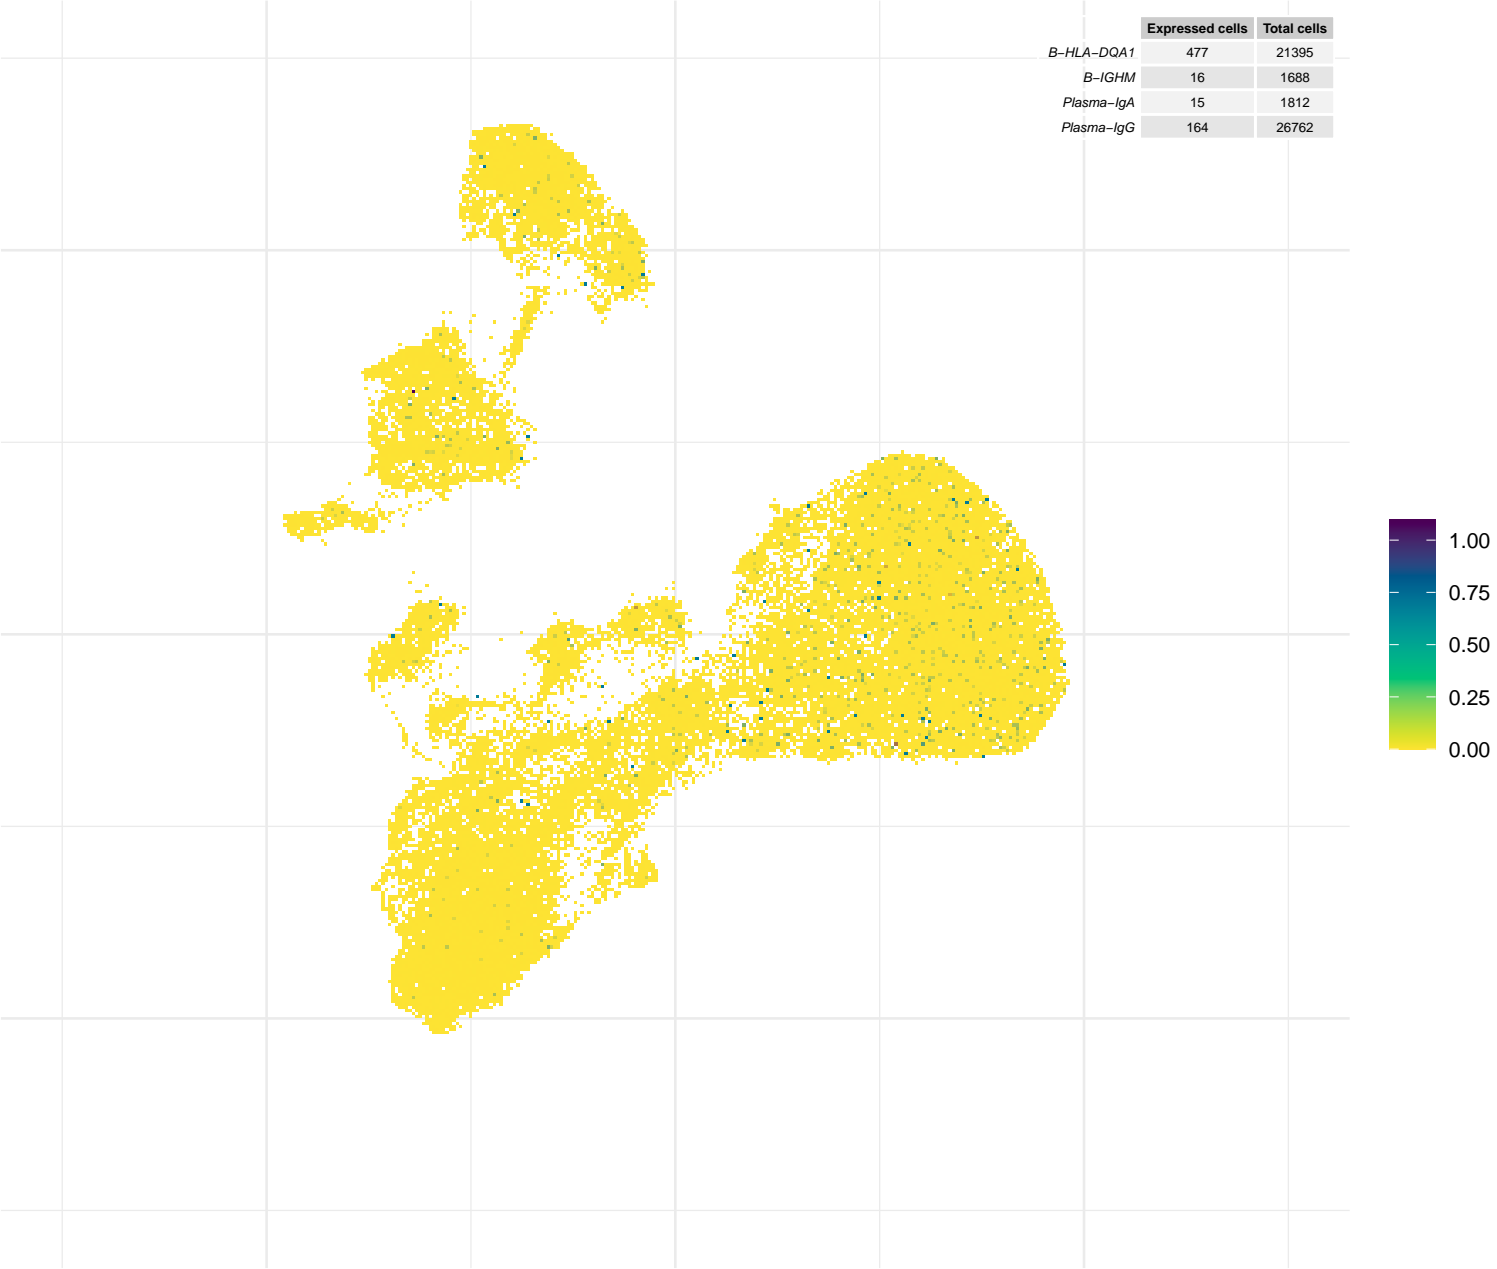 Expressed cells Total cells
B−HLA−DQA1 477 21395
B−IGHM 16 1688
Plasma−IgA 15 1812
Plasma−IgG 164 26762
1.00
0.75
0.50
0.25
0.00